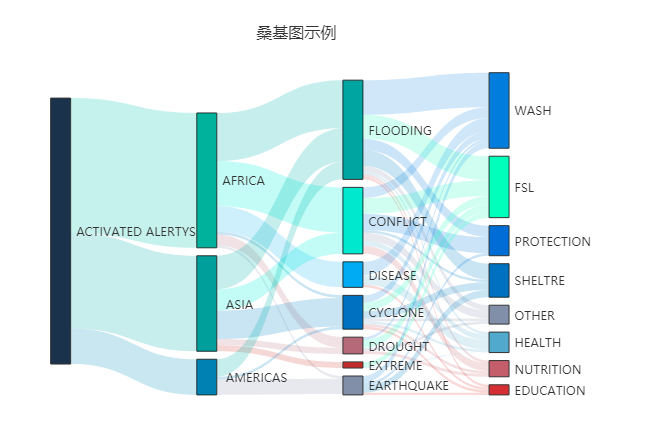 桑基图示例
ACTIVATED ALERTYS
AFRICA
ASIA
AMERICAS
FLOODING
CONFLICT
DISEASE
CYCLONE
DROUGHT
EXTREME
EARTHQUAKE
WASH
FSL
PROTECTION
SHELTRE
OTHER
HEALTH
NUTRITION
EDUCATION